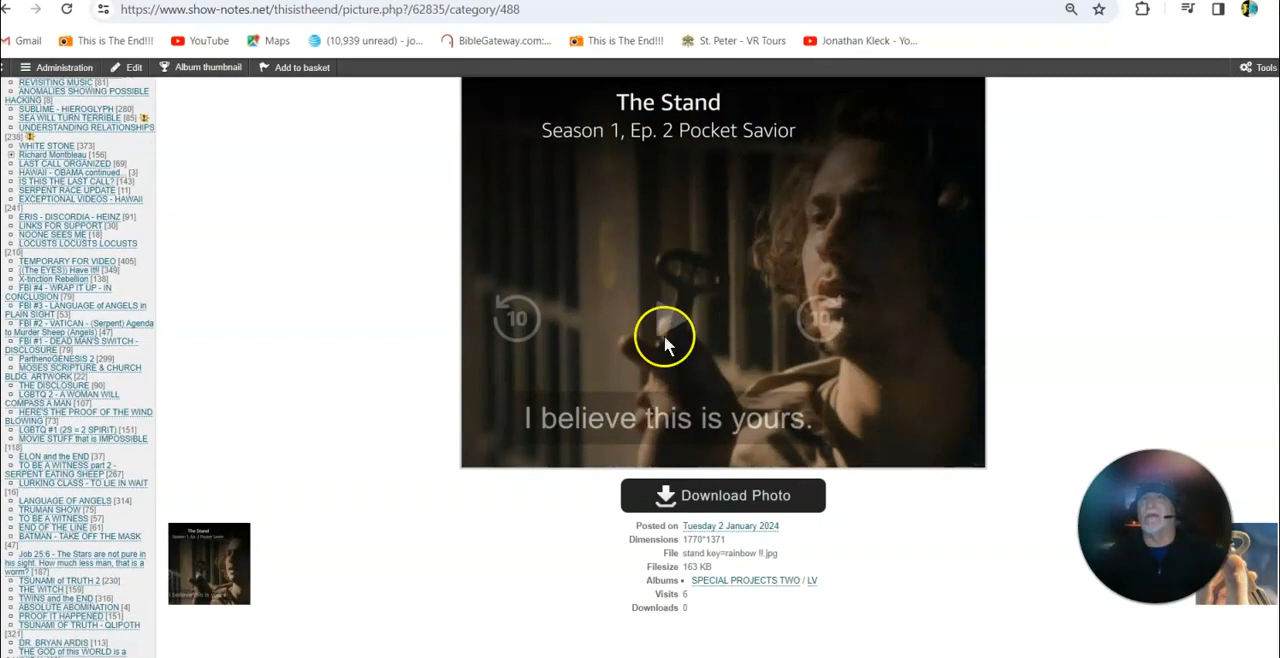 https://www.show-notes.net/thisistheend/picture.php?/62835/category/488
Gmail
This is The End!!!
YouTube
Maps
(10,939 unread) - jo...
BibleGateway.com:...
This is The End!!!
St. Peter - VR Tours
Jonathan Kleck - Yo...
Administration
Edit
Album thumbnail
Add to basket
Tools
REVISITING MUSIC [81]
ANOMALIES SHOWING POSSIBLE
HACKING [8]
SUBLIME - HIEROGLYPH [280]
SEA WILL TURN TERRIBLE [85]
UNDERSTANDING RELATIONSHIPS
[238]
WHITE STONE [373]
Richard Montbleau [156]
LAST CALL ORGANIZED [69]
HAWAII - OBAMA continued... [3]
IS THIS THE LAST CALL? [143]
SERPENT RACE UPDATE [11]
EXCEPTIONAL VIDEOS - HAWAII
[241]
ERIS - DISCORDIA - HEINZ [91]
LINKS FOR SUPPORT [30]
NOONE SEES ME [18]
LOCUSTS LOCUSTS LOCUSTS
[210]
TEMPORARY FOR VIDEO [405]
((The EYES)) Have It!! [349]
X-tinction Rebellion [138]
FBI #4 - WRAP IT UP - IN
CONCLUSION [79]
FBI #3 - LANGUAGE of ANGELS in
PLAIN SIGHT [53]
FBI #2 - VATICAN - (Serpent) Agenda
to Murder Sheep (Angels) [47]
FBI #1 - DEAD MAN'S SWITCH -
DISCLOSURE [79]
ParthenoGENESIS 2 [299]
MOSES SCRIPTURE & CHURCH
BLDG. ARTWORK [22]
THE DISCLOSURE [90]
LGBTQ 2 - A WOMAN WILL
COMPASS A MAN [107]
HERE'S THE PROOF OF THE WIND
BLOWING [73]
LGBTQ #1 (2S = 2 SPIRIT) [151]
MOVIE STUFF that is IMPOSSIBLE
[118]
ELON and the END [37]
TO BE A WITNESS part 2 -
SERPENT EATING SHEEP [267]
LURKING CLASS - TO LIE IN WAIT
[16]
LANGUAGE OF ANGELS [314]
TRUMAN SHOW [75]
TO BE A WITNESS [57]
END OF THE LINE [61]
BATMAN - TAKE OFF THE MASK
[47]
Job 25:6 - The Stars are not pure in
his sight. How much less man, that is a
worm? [187]
TSUNAMI of TRUTH 2 [230]
THE WITCH [159]
TWINS and the END [316]
ABSOLUTE ABOMINATION [4]
PROOF IT HAPPENED [151]
TSUNAMI OF TRUTH - QLIPOTH
[321]
DR. BRYAN ARDIS [113]
THE GOD of this WORLD is a
The Stand
Season 1, Ep. 2 Pocket Savior
10
10
I believe this is yours.
Download Photo
Posted on Tuesday 2 January 2024
Dimensions 1770*1371
File stand key=rainbow !!.jpg
Filesize 163 KB
Albums • SPECIAL PROJECTS TWO / LV
Visits 6
Downloads 0